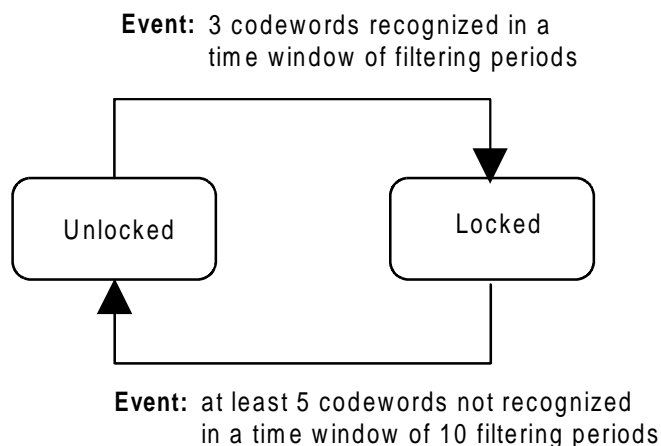 Event: 3 codewords recognized in a
time window of filtering periods
Unlocked
Locked
Event: at least 5 codewords not recognized
in a time window of 10 filtering periods